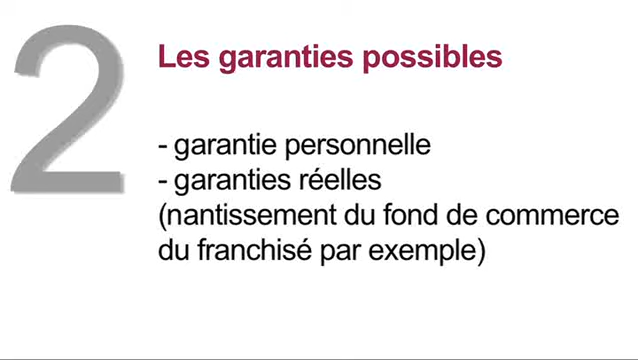 2
Les garanties possibles
- garantie personnelle
- garanties réelles
(nantissement du fond de commerce
du franchisé par exemple)